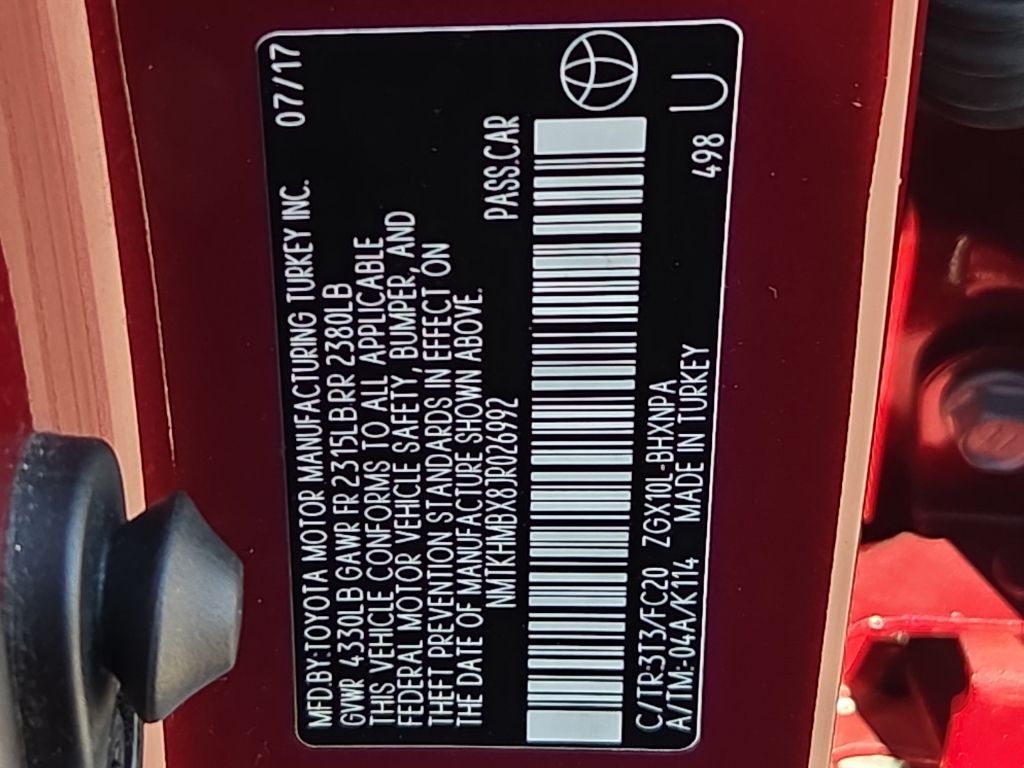 MFD.BY:TOYOTA MOTOR MANUFACTURING TURKEY INC. 07/17
GVWR 4330LB GAWR FR 2315LB RR 2380LB
THIS VEHICLE CONFORMS TO ALL APPLICABLE
FEDERAL MOTOR VEHICLE SAFETY, BUMPER, AND
THEFT PREVENTION STANDARDS IN EFFECT ON
THE DATE OF MANUFACTURE SHOWN ABOVE.
NMTKHMBX8JR026992 PASS.CAR
C/TR:3T3/FC20 ZGX10L-BHXNPA
A/TM:-04A/K114 MADE IN TURKEY 498 U